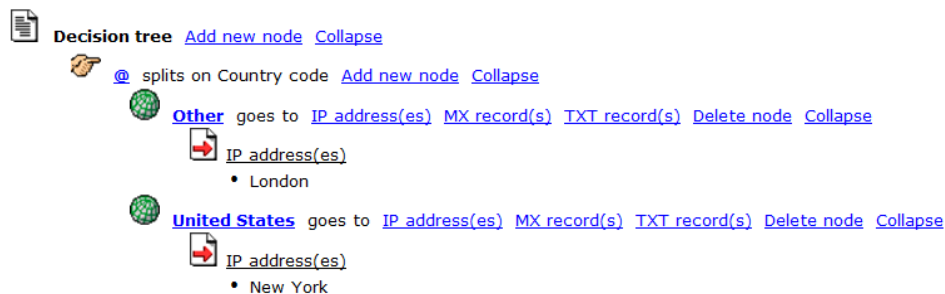 Decision tree Add new node Collapse
@ splits on Country code Add new node Collapse
Other goes to IP address(es) MX record(s) TXT record(s) Delete node Collapse
IP address(es)
• London
United States goes to IP address(es) MX record(s) TXT record(s) Delete node Collapse
IP address(es)
• New York